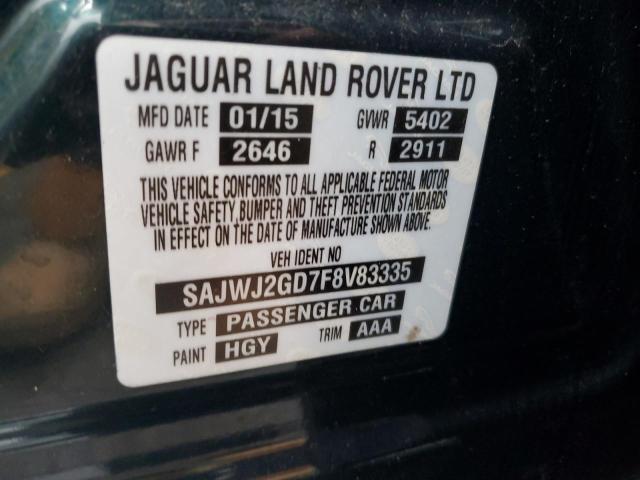 JAGUAR LAND ROVER LTD
MFD DATE 01/15 GVWR 5402
GAWR F 2646 R 2911
THIS VEHICLE CONFORMS TO ALL APPLICABLE FEDERAL MOTOR
VEHICLE SAFETY, BUMPER AND THEFT PREVENTION STANDARDS
IN EFFECT ON THE DATE OF MANUFACTURE SHOWN ABOVE.
VEH IDENT NO
SAJWJ2GD7F8V83335
TYPE PASSENGER CAR
PAINT HGY TRIM AAA